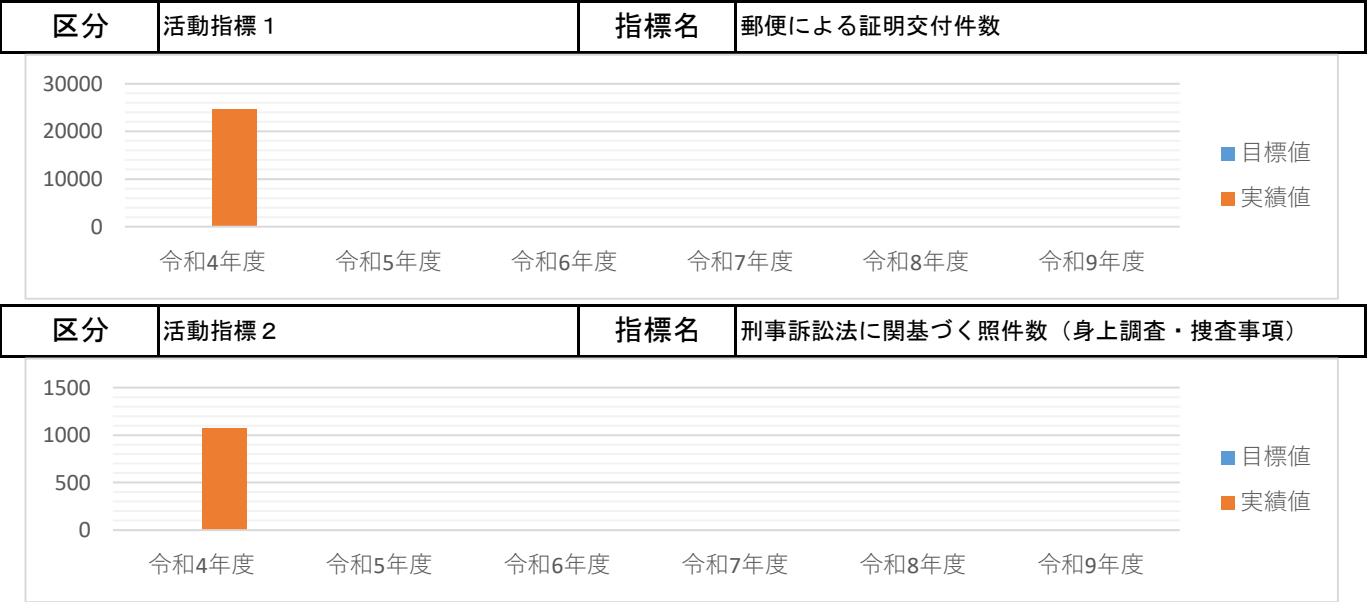 区分 活動指標１ 指標名 郵便による証明交付件数
30000
20000
10000
0
目標値
実績値
令和4年度 令和5年度 令和6年度 令和7年度 令和8年度 令和9年度
区分 活動指標２ 指標名 刑事訴訟法に関基づく照件数（身上調査・捜査事項）
1500
1000
500
0
目標値
実績値
令和4年度 令和5年度 令和6年度 令和7年度 令和8年度 令和9年度